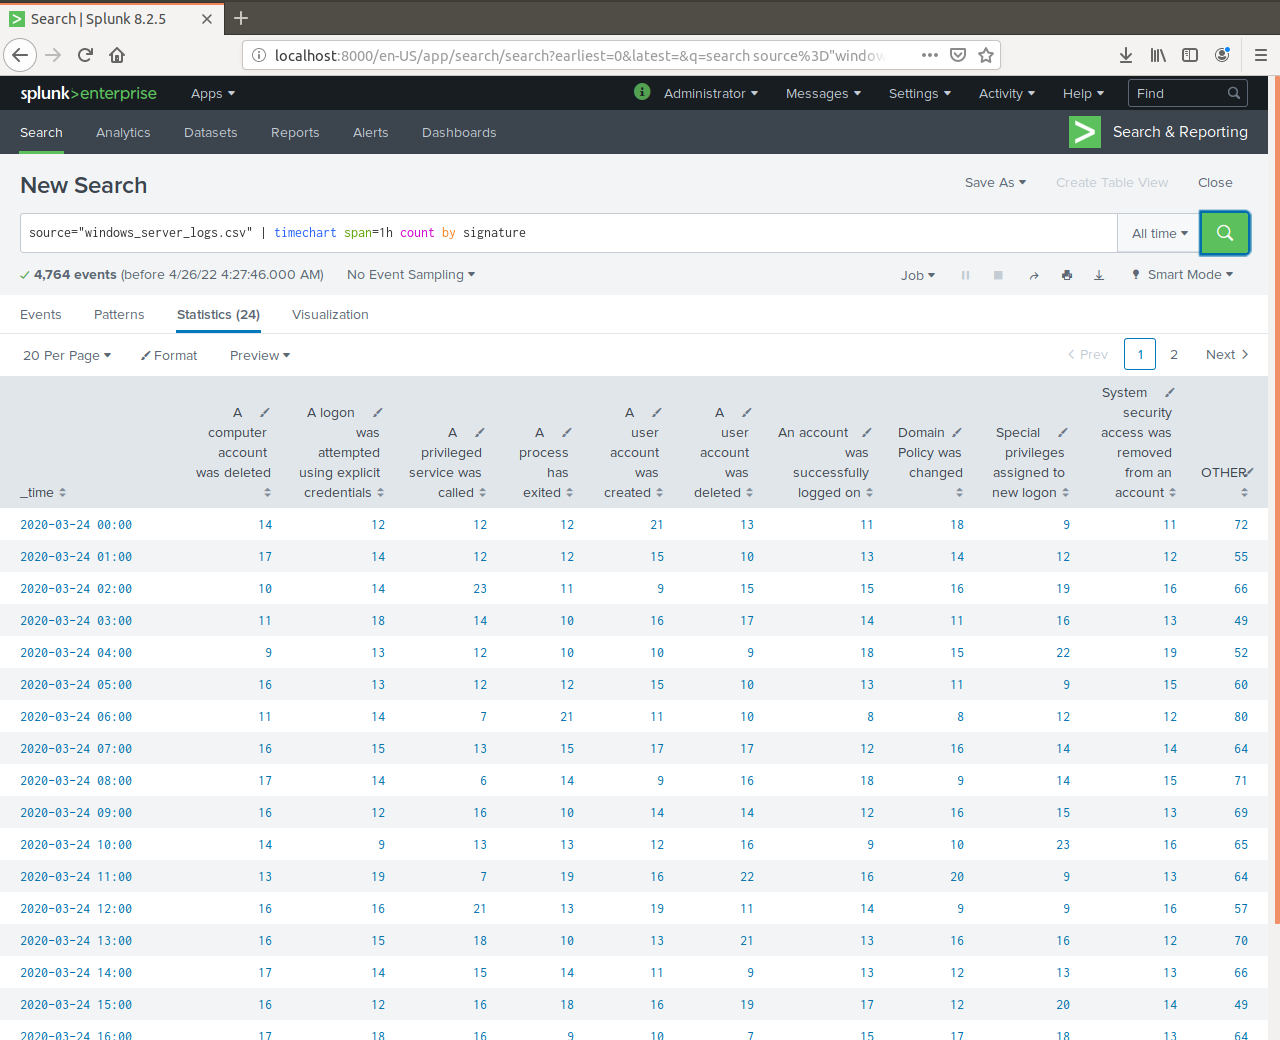 Search | Splunk 8.2.5
localhost:8000/en-US/app/search/search?earliest=0&latest=&q=search source%3D"window
splunk>enterprise Apps Administrator Messages Settings Activity Help Find
Search Analytics Datasets Reports Alerts Dashboards Search & Reporting
New Search Save As Create Table View Close
source="windows_server_logs.csv" | timechart span=1h count by signature All time
4,764 events (before 4/26/22 4:27:46.000 AM) No Event Sampling Job Smart Mode
Events Patterns Statistics (24) Visualization
20 Per Page Format Preview Prev 1 2 Next
_time
A computer account was deleted
A logon was attempted using explicit credentials
A privileged service was called
A process has exited
A user account was created
A user account was deleted
An account was successfully logged on
Domain Policy was changed
Special privileges assigned to new logon
System security access was removed from an account
OTHER
2020-03-24 00:00 14 12 12 12 21 13 11 18 9 11 72
2020-03-24 01:00 17 14 12 12 15 10 13 14 12 12 55
2020-03-24 02:00 10 14 23 11 9 15 15 16 19 16 66
2020-03-24 03:00 11 18 14 10 16 17 14 11 16 13 49
2020-03-24 04:00 9 13 12 10 10 9 18 15 22 19 52
2020-03-24 05:00 16 13 12 12 15 10 13 11 9 15 60
2020-03-24 06:00 11 14 7 21 11 10 8 8 12 12 80
2020-03-24 07:00 16 15 13 15 17 17 12 16 14 14 64
2020-03-24 08:00 17 14 6 14 9 16 18 9 14 15 71
2020-03-24 09:00 16 12 16 10 14 14 12 16 15 13 69
2020-03-24 10:00 14 9 13 13 12 16 9 10 23 16 65
2020-03-24 11:00 13 19 7 19 16 22 16 20 9 13 64
2020-03-24 12:00 16 16 21 13 19 11 14 9 9 16 57
2020-03-24 13:00 16 15 18 10 13 21 13 16 16 12 70
2020-03-24 14:00 17 14 15 14 11 9 13 12 13 13 66
2020-03-24 15:00 16 12 16 18 16 19 17 12 20 14 49
2020-03-24 16:00 17 18 16 9 10 7 15 17 18 13 64